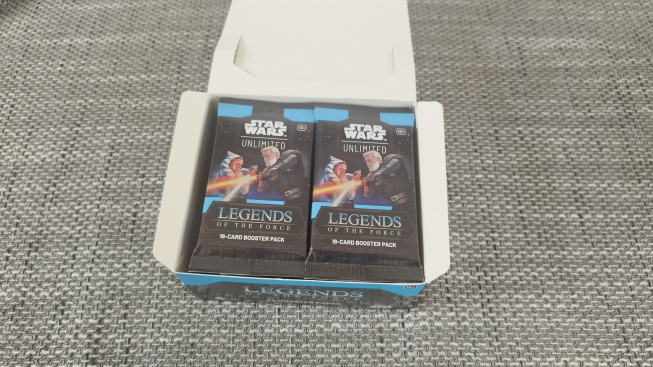 STAR
WARS
UNLIMITED
LEGENDS
OF THE FORCE
16-CARD BOOSTER PACK
STAR
WARS
UNLIMITED
LEGENDS
OF THE FORCE
16-CARD BOOSTER PACK
LEGENDS